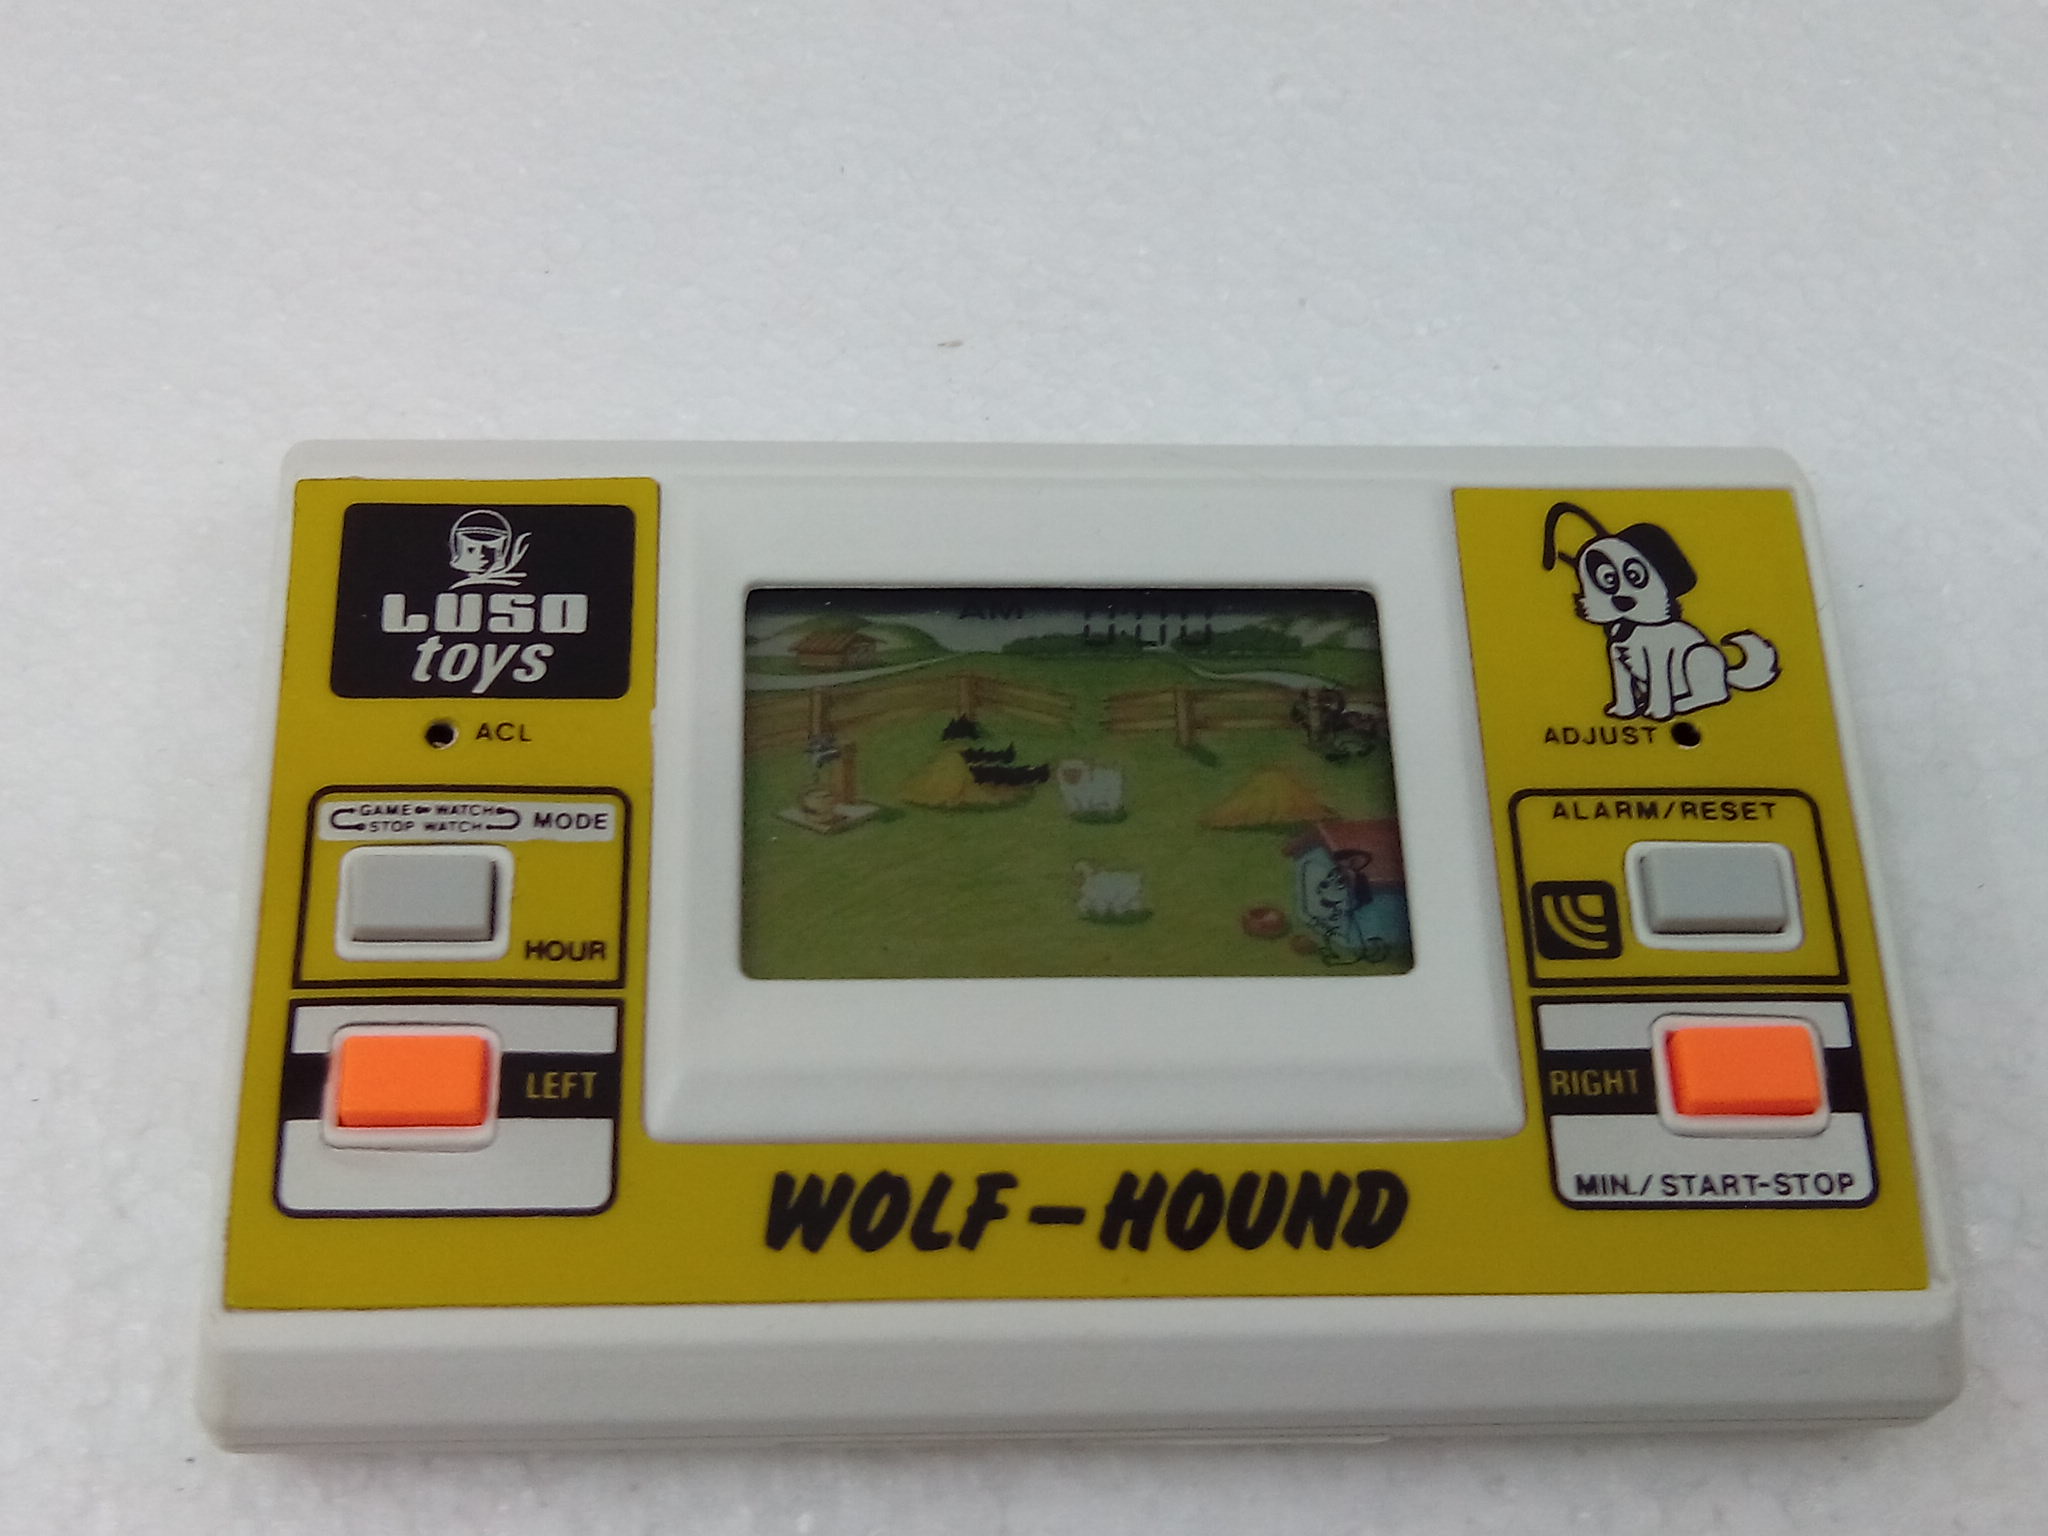 LUSO
toys
ACL
GAME WATCH
STOP WATCH
MODE
HOUR
LEFT
AM
ADJUST
ALARM/RESET
RIGHT
MIN./START-STOP
WOLF-HOUND